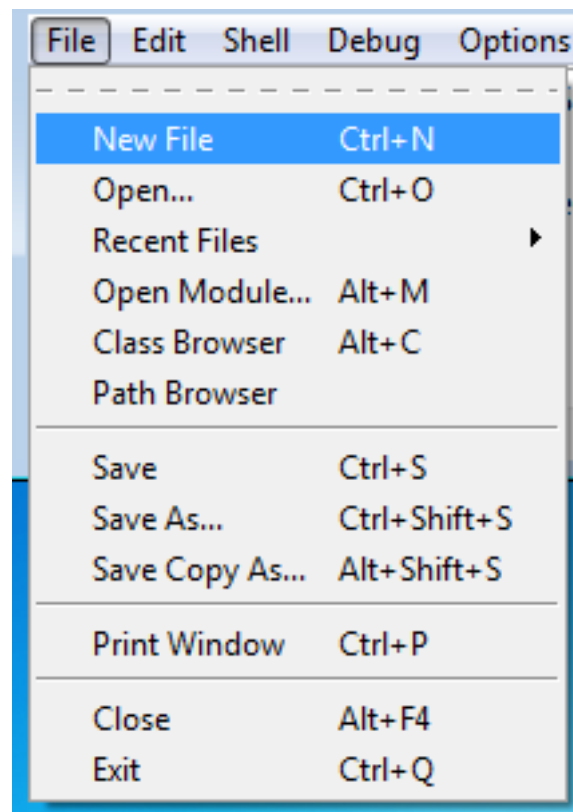 File Edit Shell Debug Options
New File Ctrl+N
Open... Ctrl+O
Recent Files
Open Module... Alt+M
Class Browser Alt+C
Path Browser
Save Ctrl+S
Save As... Ctrl+Shift+S
Save Copy As... Alt+Shift+S
Print Window Ctrl+P
Close Alt+F4
Exit Ctrl+Q